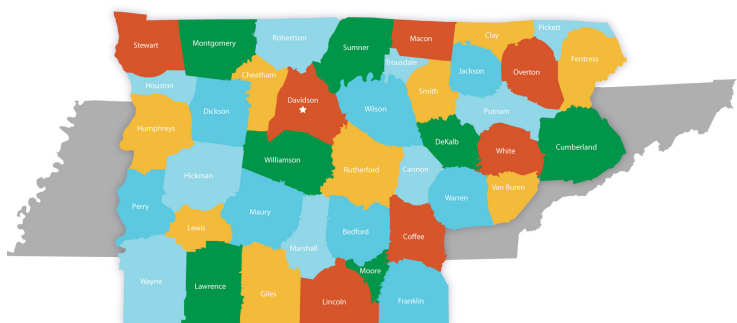 Pickett
Stewart
Montgomery
Robertson
Sumner
Macon
Clay
Fentress
Trousdale
Jackson
Overton
Houston
Cheatham
Smith
Davidson
Dickson
Wilson
Putnam
Humphreys
DeKalb
White
Cumberland
Williamson
Rutherford
Cannon
Hickman
Van Buren
Perry
Maury
Warren
Lewis
Bedford
Coffee
Marshall
Moore
Wayne
Lawrence
Giles
Lincoln
Franklin